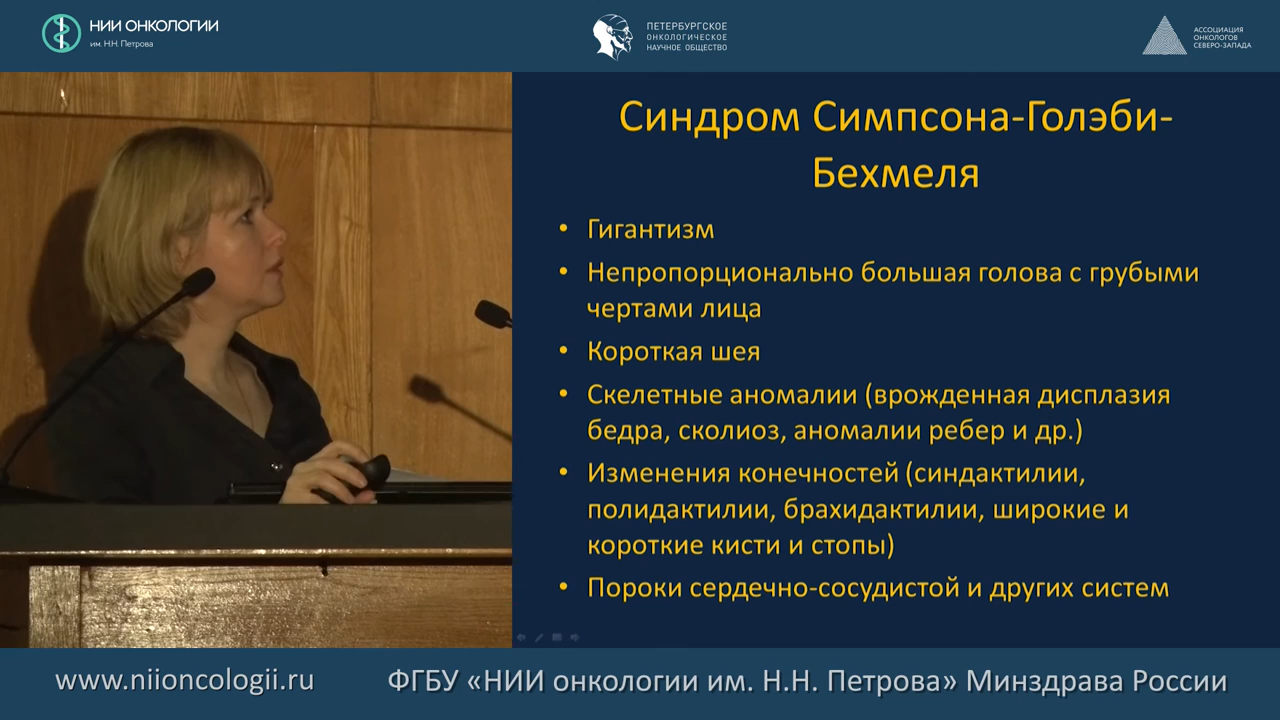 НИИ ОНКОЛОГИИ
им. Н.Н. Петрова
ПЕТЕРБУРГСКОЕ
ОНКОЛОГИЧЕСКОЕ
НАУЧНОЕ ОБЩЕСТВО
АССОЦИАЦИЯ
ОНКОЛОГОВ
СЕВЕРО-ЗАПАДА
Синдром Симпсона-Голэби-
Бехмеля
• Гигантизм
• Непропорционально большая голова с грубыми
чертами лица
• Короткая шея
• Скелетные аномалии (врожденная дисплазия
бедра, сколиоз, аномалии ребер и др.)
• Изменения конечностей (синдактилии,
полидактилии, брахидактилии, широкие и
короткие кисти и стопы)
• Пороки сердечно-сосудистой и других систем
www.niioncologii.ru
ФГБУ «НИИ онкологии им. Н.Н. Петрова» Минздрава России